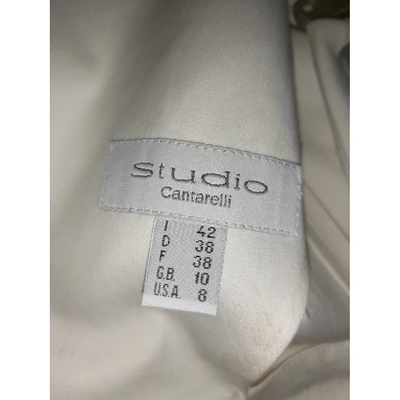 Studio
Cantarelli
I 42
D 38
F 38
G.B. 10
U.S.A. 8